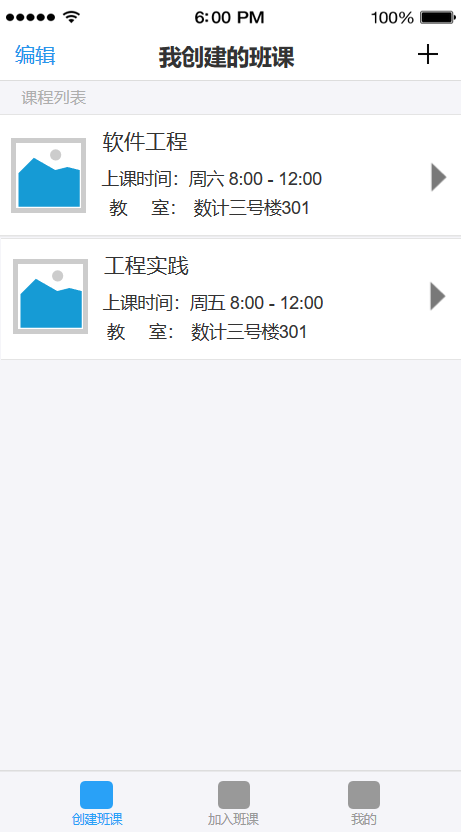 6:00 PM 100%
编辑 我创建的班课 +
课程列表
软件工程
上课时间：周六 8:00 - 12:00
教 室： 数计三号楼301
工程实践
上课时间：周五 8:00 - 12:00
教 室： 数计三号楼301
创建班课 加入班课 我的